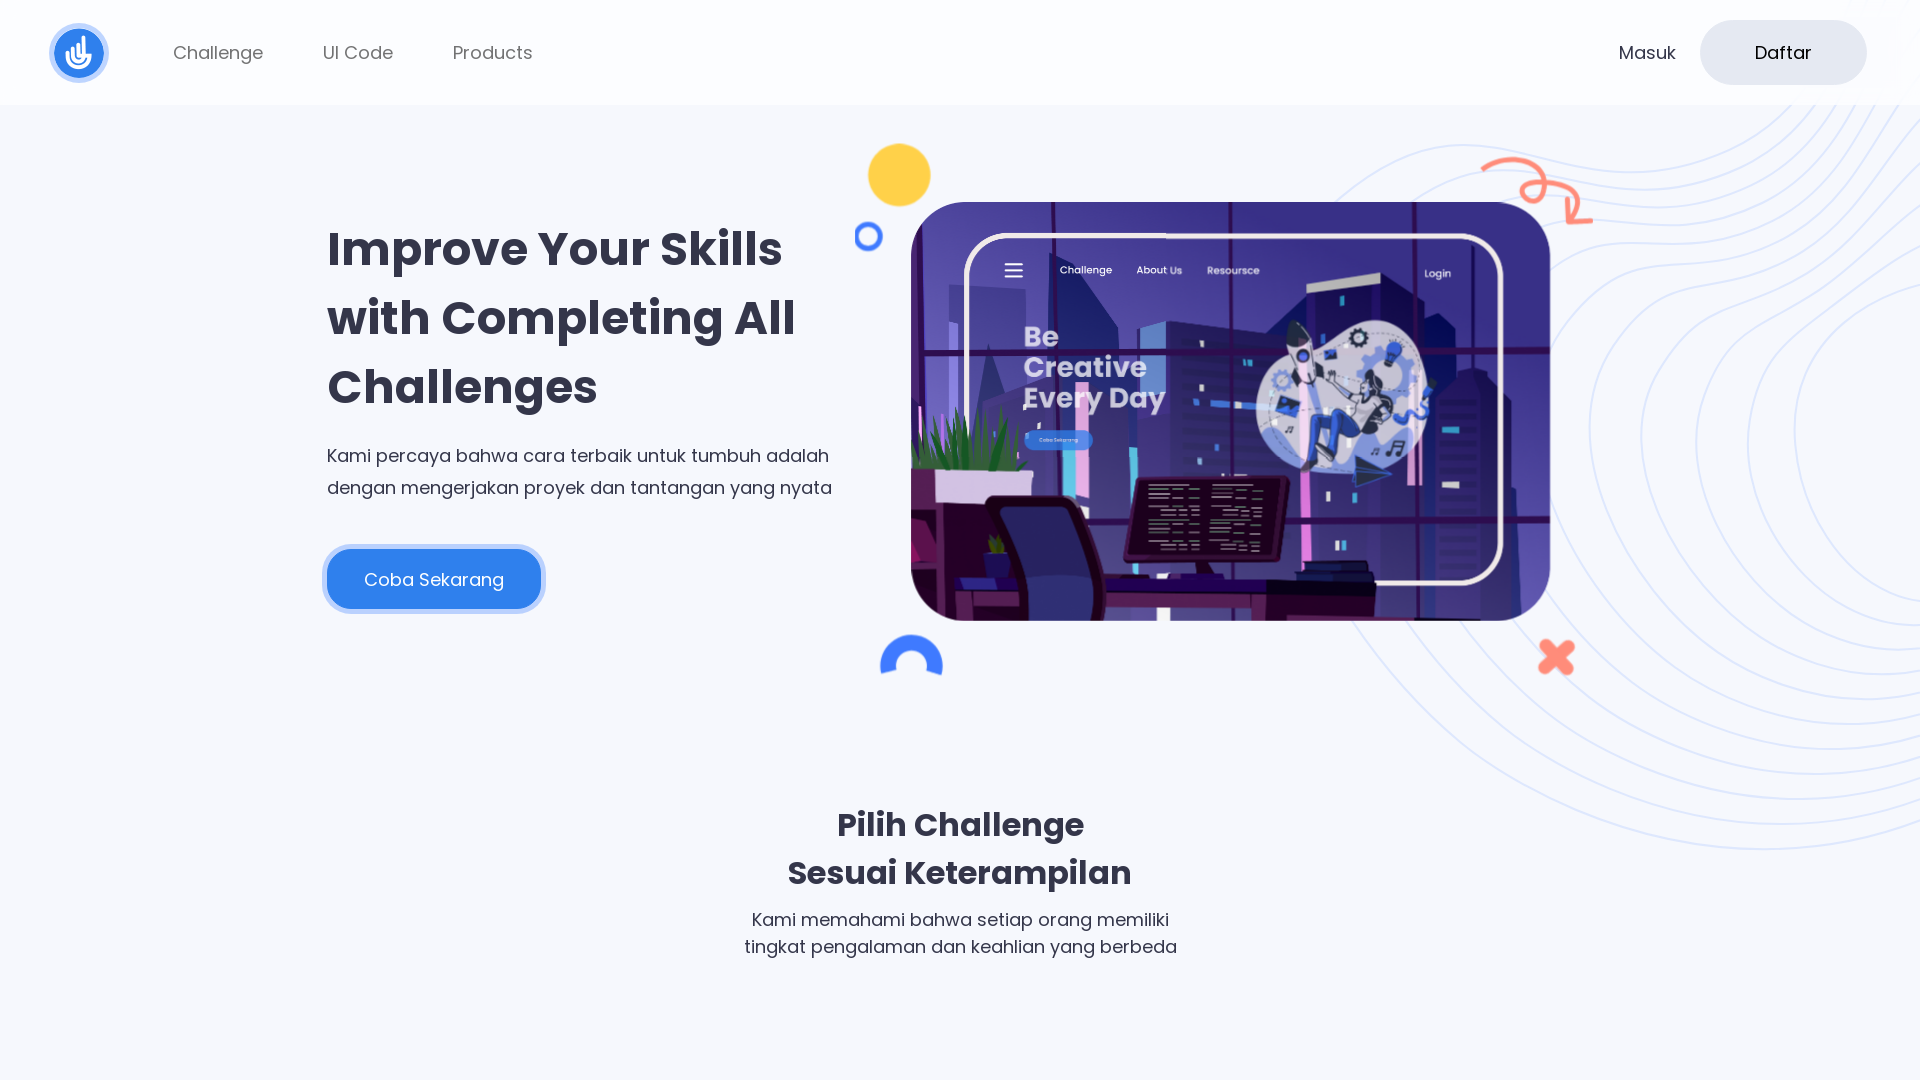 Challenge
UI Code
Products
Masuk
Daftar
Improve Your Skills
with Completing All
Challenges
Kami percaya bahwa cara terbaik untuk tumbuh adalah
dengan mengerjakan proyek dan tantangan yang nyata
Coba Sekarang
Challenge
About Us
Resoursce
Login
Be
Creative
Every Day
Coba Sekarang
Pilih Challenge
Sesuai Keterampilan
Kami memahami bahwa setiap orang memiliki
tingkat pengalaman dan keahlian yang berbeda